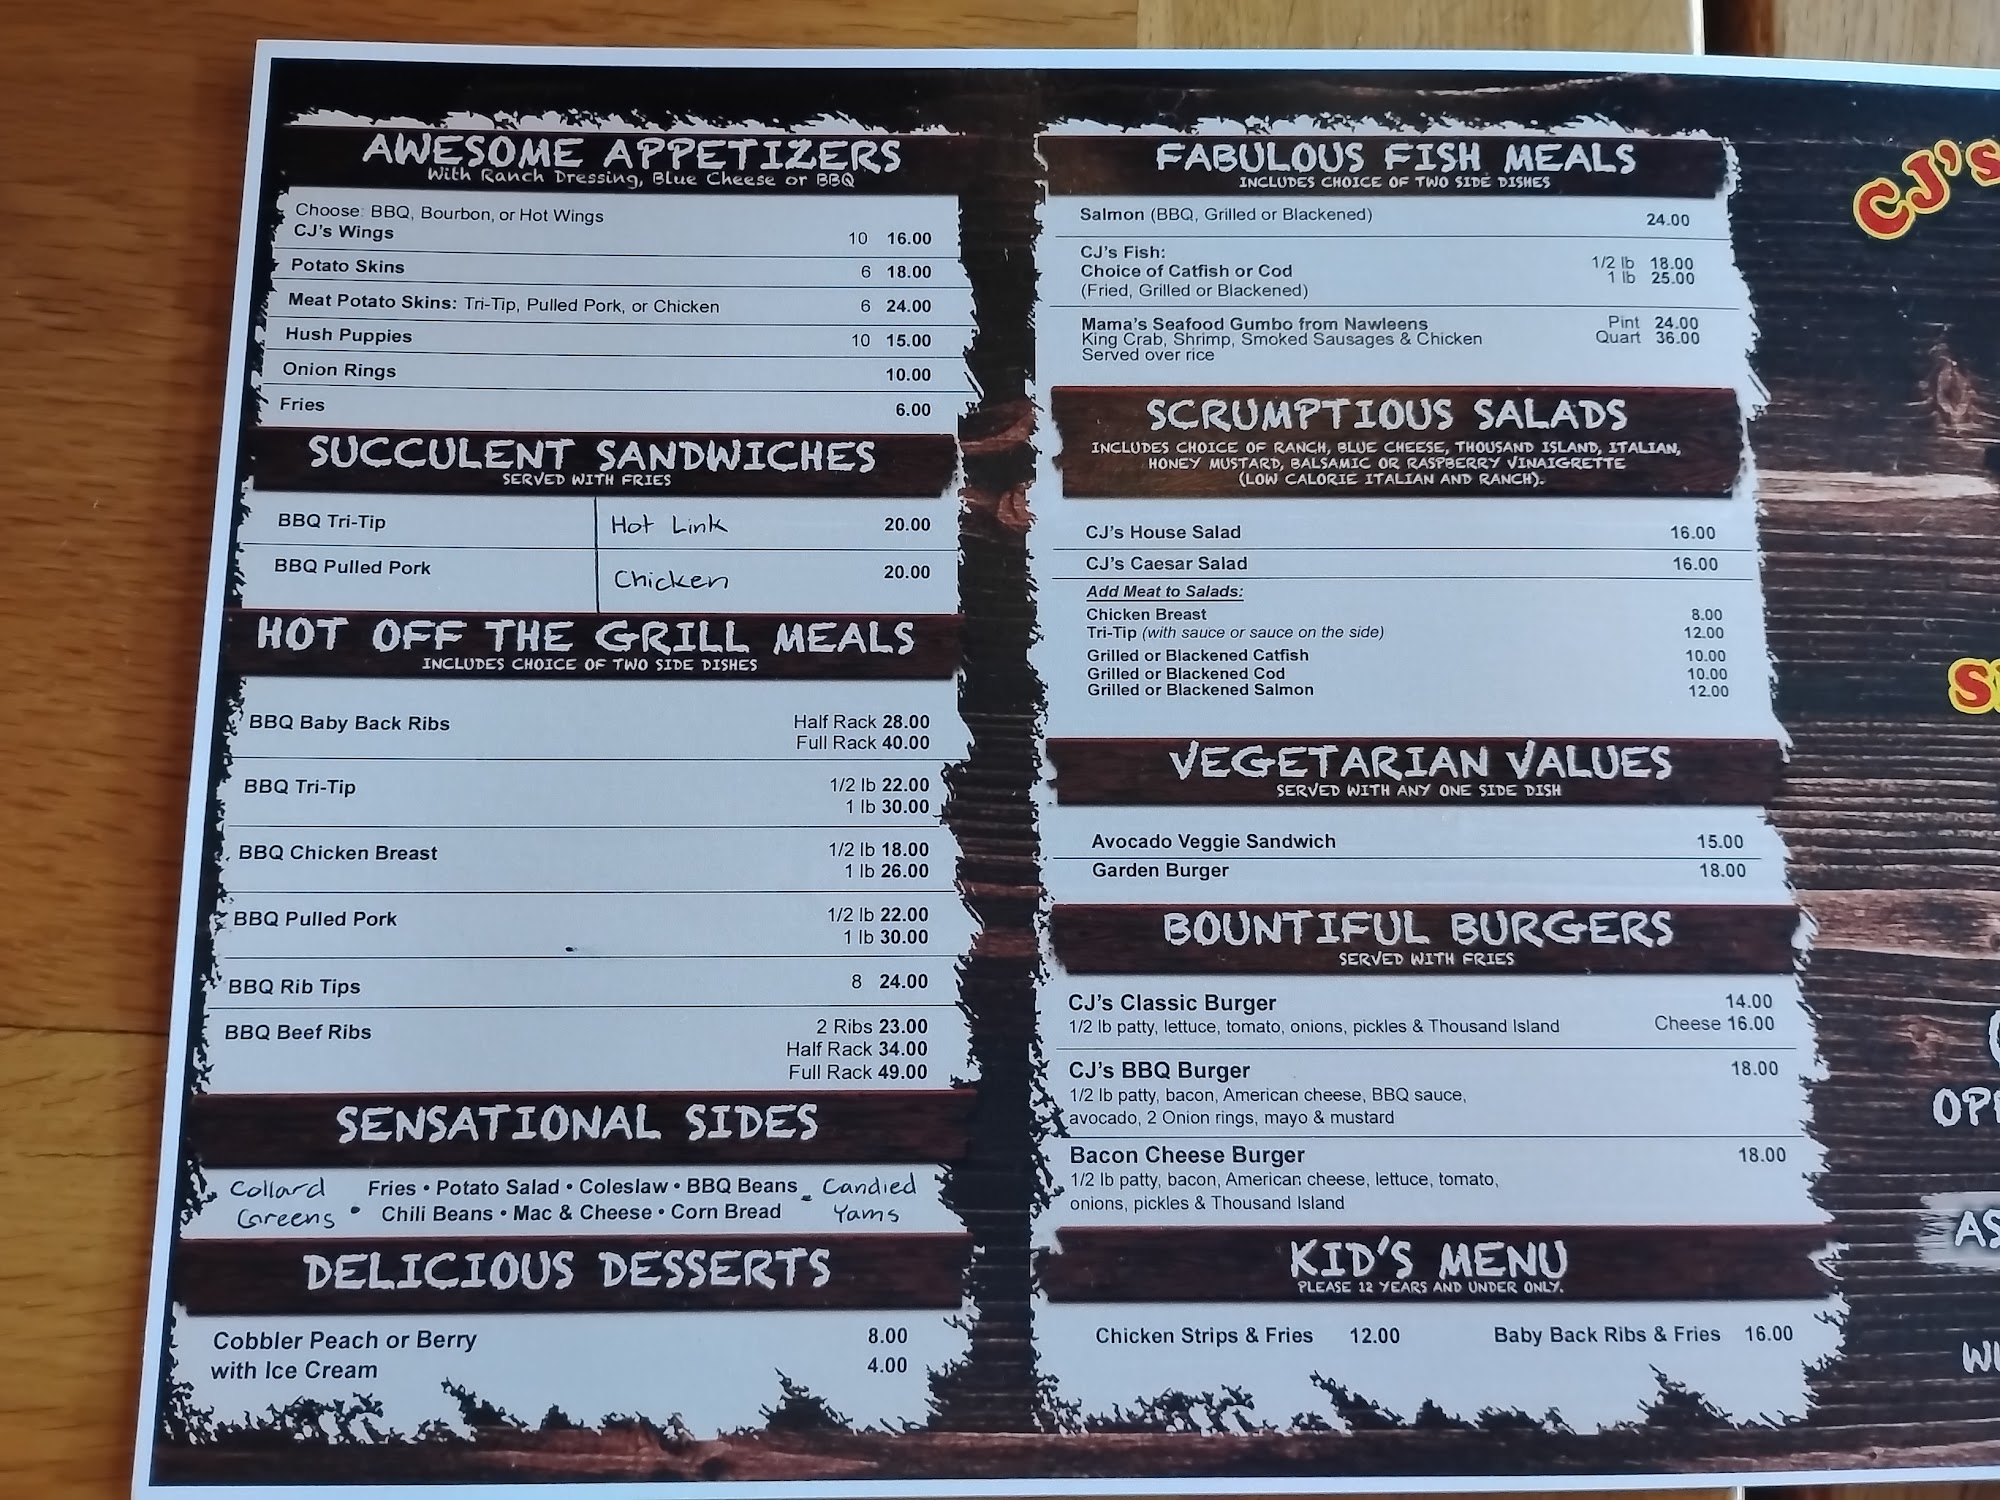 AWESOME APPETIZERS
With Ranch Dressing, Blue Cheese or BBQ
Choose: BBQ, Bourbon, or Hot Wings
CJ's Wings 10 16.00
Potato Skins 6 18.00
Meat Potato Skins: Tri-Tip, Pulled Pork, or Chicken 6 24.00
Hush Puppies 10 15.00
Onion Rings 10.00
Fries 6.00
SUCCULENT SANDWICHES
SERVED WITH FRIES
BBQ Tri-Tip Hot Link 20.00
BBQ Pulled Pork Chicken 20.00
HOT OFF THE GRILL MEALS
INCLUDES CHOICE OF TWO SIDE DISHES
BBQ Baby Back Ribs Half Rack 28.00
Full Rack 40.00
BBQ Tri-Tip 1/2 lb 22.00
1 lb 30.00
BBQ Chicken Breast 1/2 lb 18.00
1 lb 26.00
BBQ Pulled Pork 1/2 lb 22.00
1 lb 30.00
BBQ Rib Tips 8 24.00
BBQ Beef Ribs 2 Ribs 23.00
Half Rack 34.00
Full Rack 49.00
SENSATIONAL SIDES
Collard Fries • Potato Salad • Coleslaw • BBQ Beans Candied
Greens • Chili Beans • Mac & Cheese • Corn Bread Yams
DELICIOUS DESSERTS
Cobbler Peach or Berry 8.00
with Ice Cream 4.00
FABULOUS FISH MEALS
INCLUDES CHOICE OF TWO SIDE DISHES
Salmon (BBQ, Grilled or Blackened) 24.00
CJ's Fish:
Choice of Catfish or Cod 1/2 lb 18.00
(Fried, Grilled or Blackened) 1 lb 25.00
Mama's Seafood Gumbo from Nawleens Pint 24.00
King Crab, Shrimp, Smoked Sausages & Chicken Quart 36.00
Served over rice
SCRUMPTIOUS SALADS
INCLUDES CHOICE OF RANCH, BLUE CHEESE, THOUSAND ISLAND, ITALIAN,
HONEY MUSTARD, BALSAMIC OR RASPBERRY VINAIGRETTE
(LOW CALORIE ITALIAN AND RANCH).
CJ's House Salad 16.00
CJ's Caesar Salad 16.00
Add Meat to Salads:
Chicken Breast 8.00
Tri-Tip (with sauce or sauce on the side) 12.00
Grilled or Blackened Catfish 10.00
Grilled or Blackened Cod 10.00
Grilled or Blackened Salmon 12.00
VEGETARIAN VALUES
SERVED WITH ANY ONE SIDE DISH
Avocado Veggie Sandwich 15.00
Garden Burger 18.00
BOUNTIFUL BURGERS
SERVED WITH FRIES
CJ's Classic Burger 14.00
1/2 lb patty, lettuce, tomato, onions, pickles & Thousand Island Cheese 16.00
CJ's BBQ Burger 18.00
1/2 lb patty, bacon, American cheese, BBQ sauce,
avocado, 2 Onion rings, mayo & mustard
Bacon Cheese Burger 18.00
1/2 lb patty, bacon, American cheese, lettuce, tomato,
onions, pickles & Thousand Island
KID'S MENU
PLEASE 12 YEARS AND UNDER ONLY.
Chicken Strips & Fries 12.00 Baby Back Ribs & Fries 16.00
CJ's